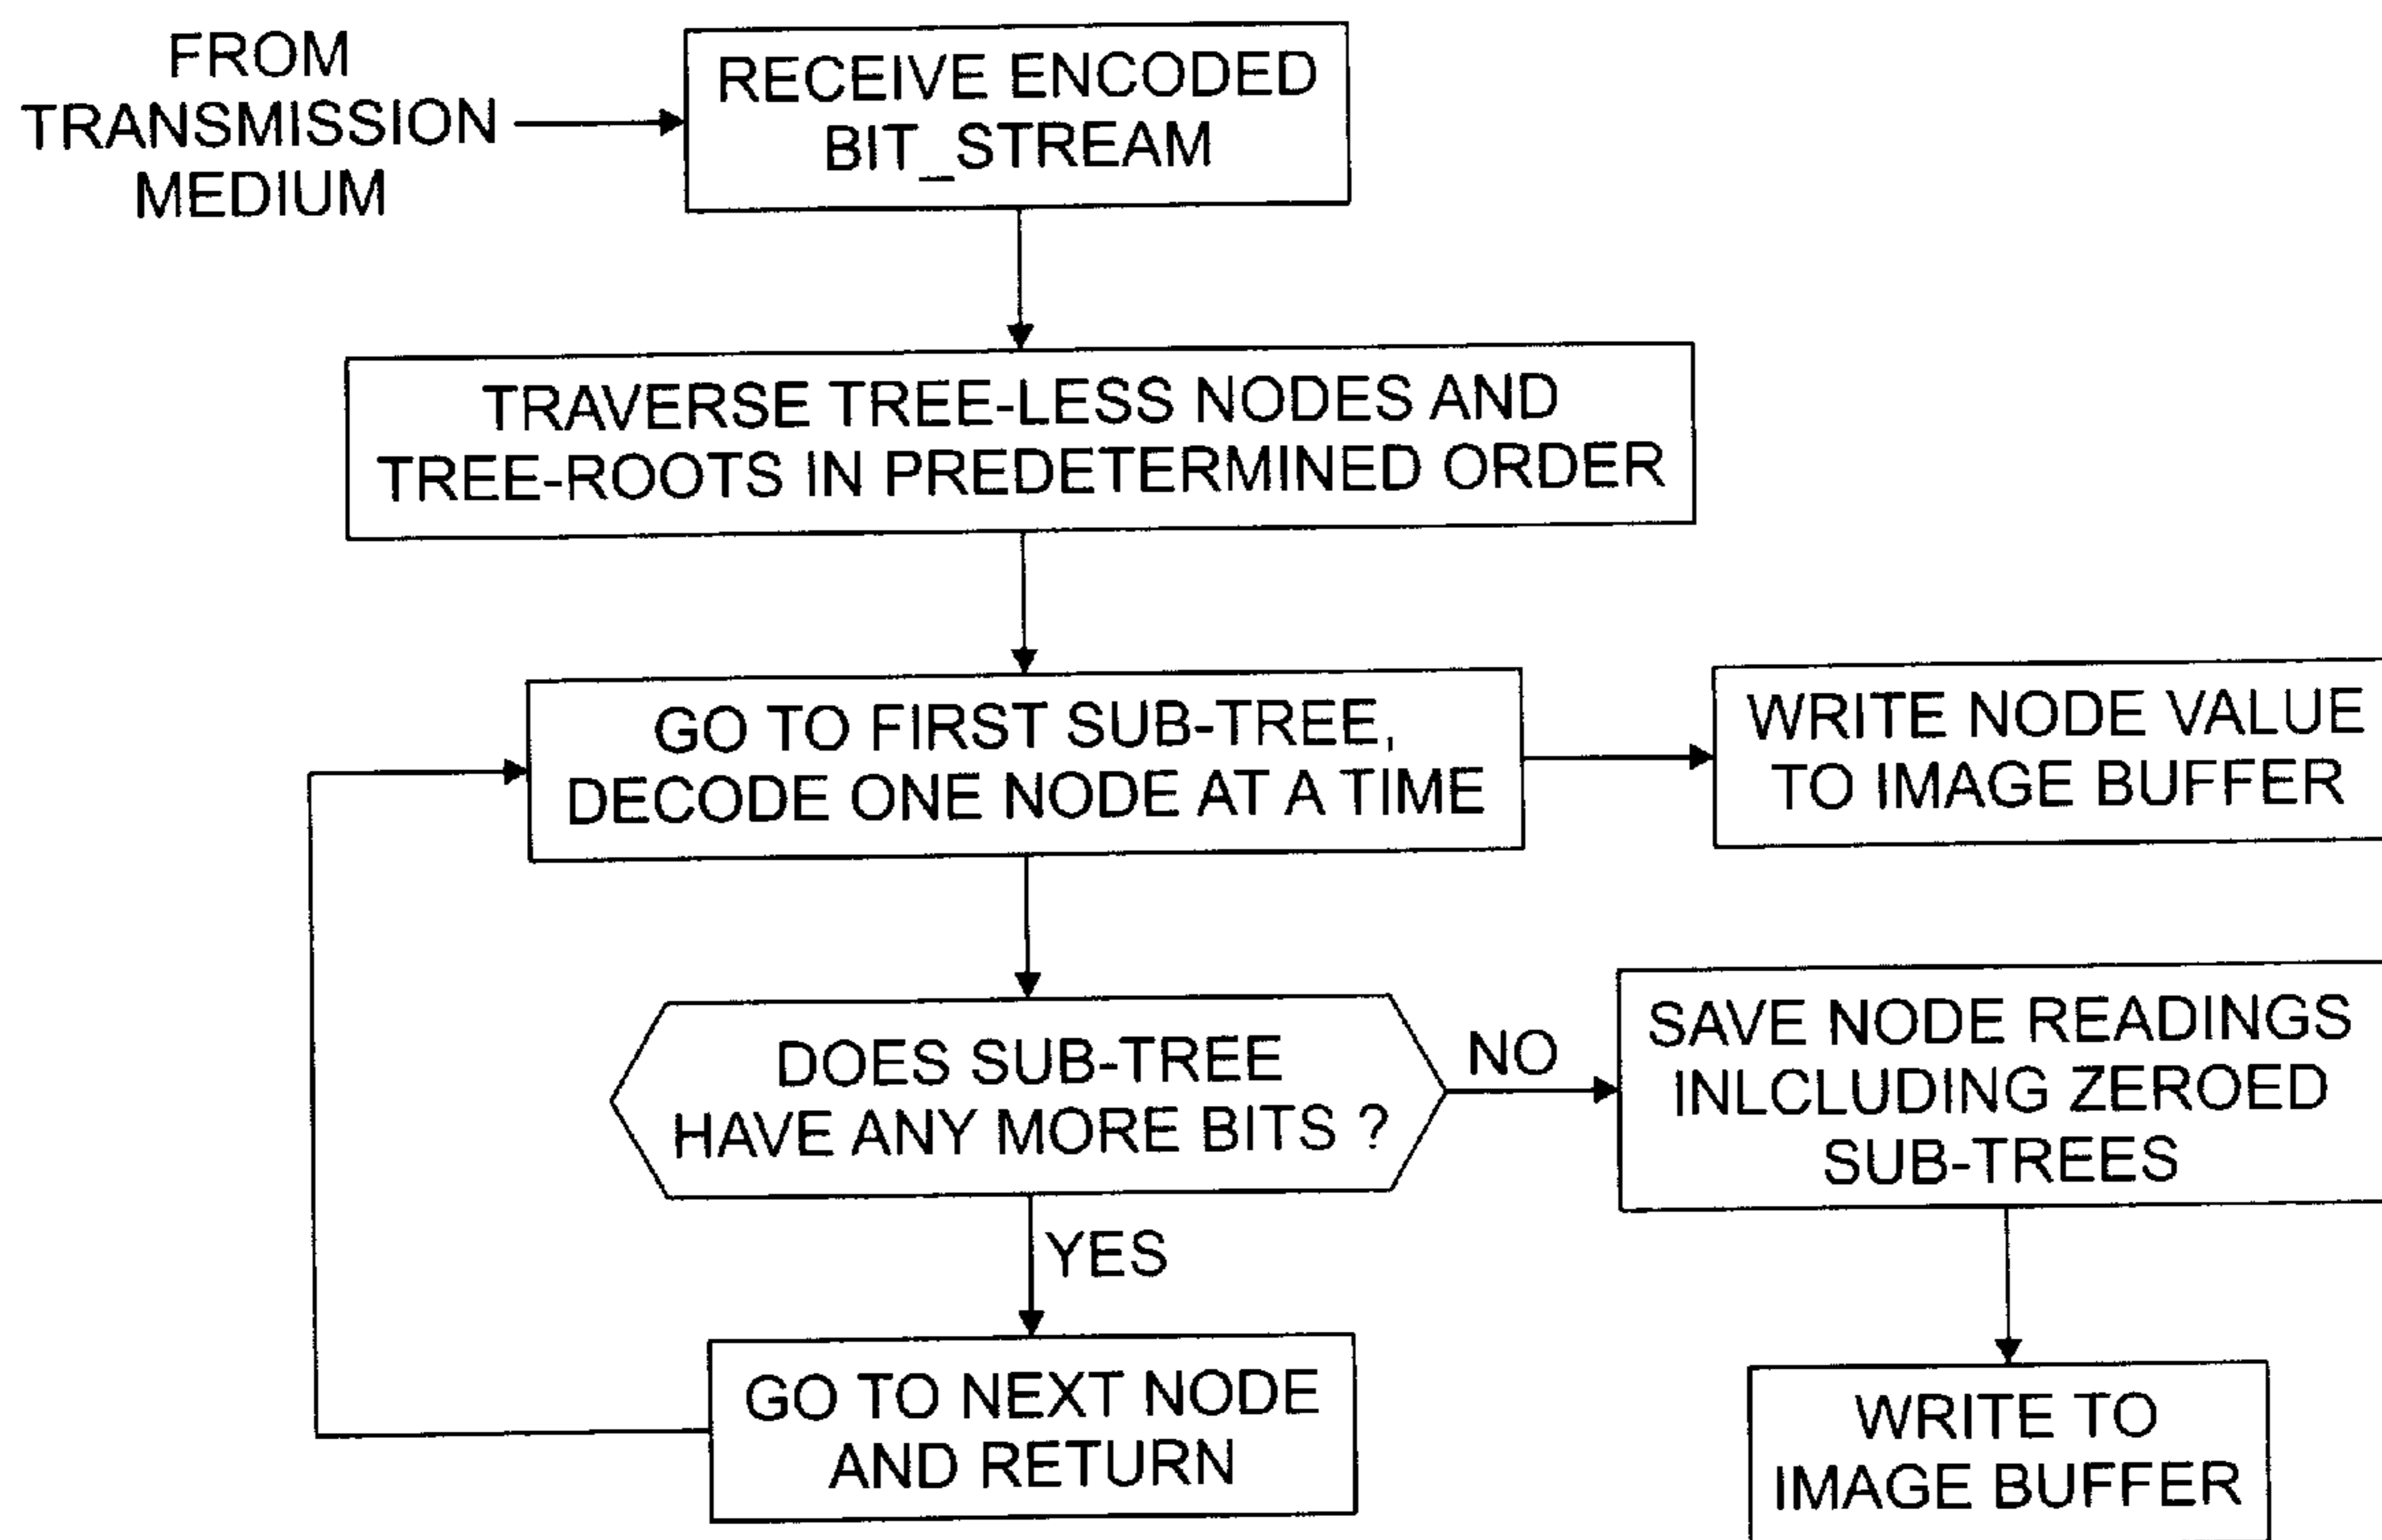 FROM
TRANSMISSION
MEDIUM
RECEIVE ENCODED
BIT_STREAM
TRAVERSE TREE-LESS NODES AND
TREE-ROOTS IN PREDETERMINED ORDER
GO TO FIRST SUB-TREE,
DECODE ONE NODE AT A TIME
WRITE NODE VALUE
TO IMAGE BUFFER
DOES SUB-TREE
HAVE ANY MORE BITS ?
NO
SAVE NODE READINGS
INLCLUDING ZEROED
SUB-TREES
YES
GO TO NEXT NODE
AND RETURN
WRITE TO
IMAGE BUFFER